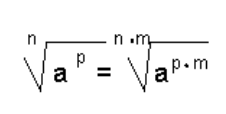 ⁿ√aᵖ = ⁿ·ᵐ√aᵖ·ᵐ